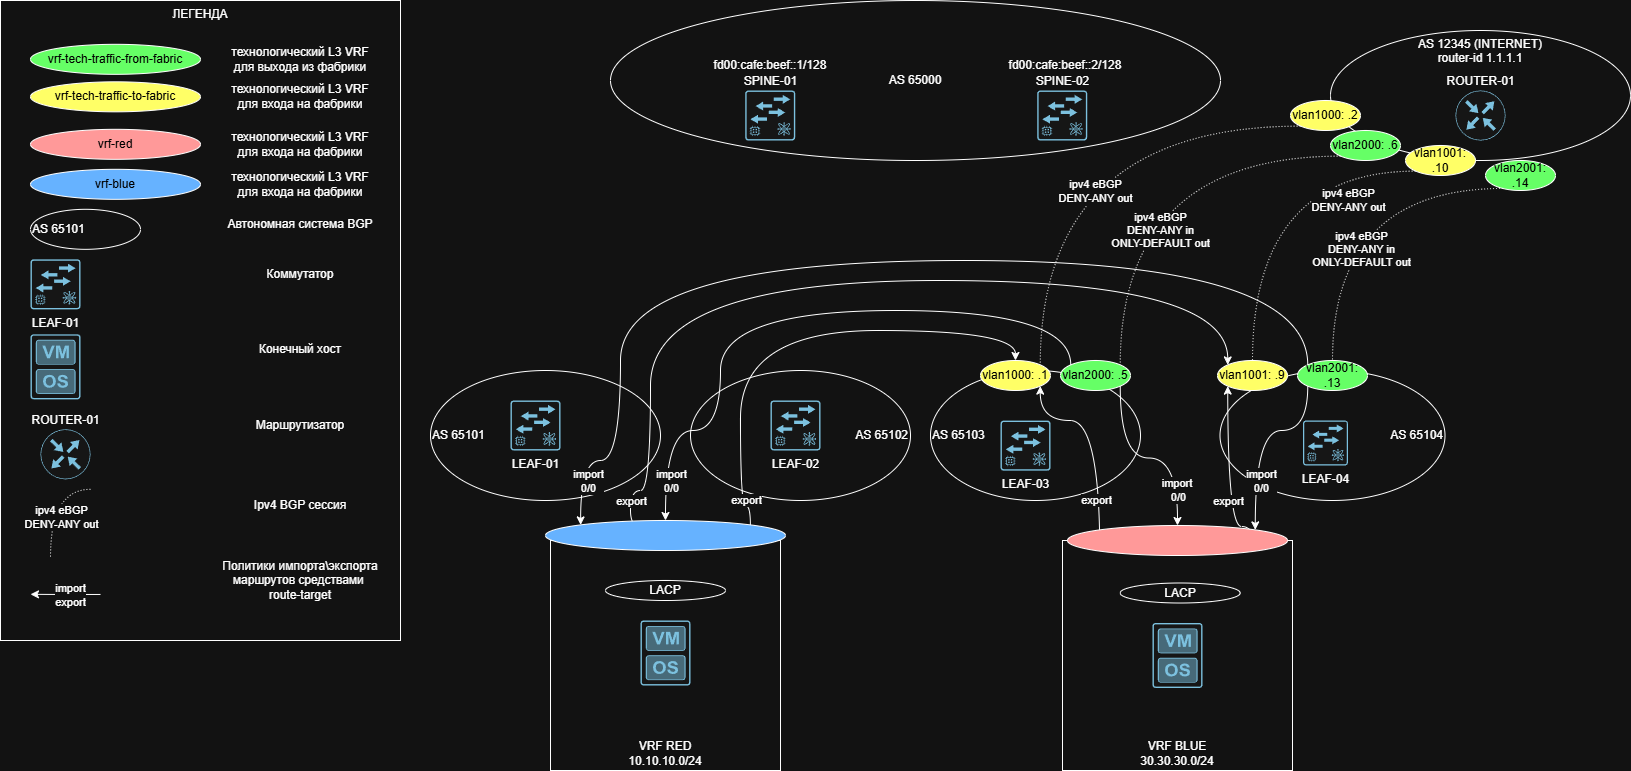 ЛЕГЕНДА
vrf-tech-traffic-from-fabric
технологический L3 VRF
для выхода из фабрики
vrf-tech-traffic-to-fabric
технологический L3 VRF
для входа на фабрики
vrf-red
технологический L3 VRF
для входа на фабрики
vrf-blue
технологический L3 VRF
для входа на фабрики
AS 65101
Автономная система BGP
Коммутатор
LEAF-01
VM
OS
Конечный хост
ROUTER-01
Маршрутизатор
ipv4 eBGP
DENY-ANY out
Ipv4 BGP сессия
import
export
Политики импорта\экспорта
маршрутов средствами
route-target
fd00:cafe:beef::1/128
SPINE-01
AS 65000
fd00:cafe:beef::2/128
SPINE-02
AS 12345 (INTERNET)
router-id 1.1.1.1
ROUTER-01
vlan1000: .2
vlan2000: .6
vlan1001:
.10
vlan2001:
.14
ipv4 eBGP
DENY-ANY out
ipv4 eBGP
DENY-ANY in
ONLY-DEFAULT out
ipv4 eBGP
DENY-ANY out
ipv4 eBGP
DENY-ANY in
ONLY-DEFAULT out
vlan1000: .1
vlan2000: .5
vlan1001: .9
vlan2001:
.13
AS 65101
LEAF-01
LEAF-02
AS 65102
AS 65103
LEAF-03
LEAF-04
AS 65104
import
0/0
export
import
0/0
export
export
import
0/0
export
import
0/0
LACP
VM
OS
VRF RED
10.10.10.0/24
LACP
VM
OS
VRF BLUE
30.30.30.0/24